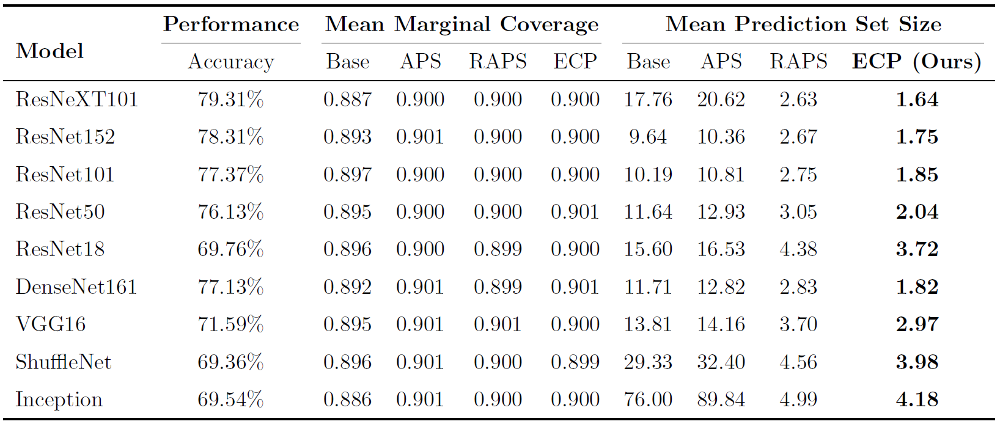 Performance Mean Marginal Coverage Mean Prediction Set Size
Model
Accuracy Base APS RAPS ECP Base APS RAPS ECP (Ours)
ResNeXT101 79.31% 0.887 0.900 0.900 0.900 17.76 20.62 2.63 1.64
ResNet152 78.31% 0.893 0.901 0.900 0.900 9.64 10.36 2.67 1.75
ResNet101 77.37% 0.897 0.900 0.900 0.900 10.19 10.81 2.75 1.85
ResNet50 76.13% 0.895 0.900 0.900 0.901 11.64 12.93 3.05 2.04
ResNet18 69.76% 0.896 0.900 0.899 0.900 15.60 16.53 4.38 3.72
DenseNet161 77.13% 0.892 0.901 0.899 0.901 11.71 12.82 2.83 1.82
VGG16 71.59% 0.895 0.901 0.901 0.900 13.81 14.16 3.70 2.97
ShuffleNet 69.36% 0.896 0.901 0.900 0.899 29.33 32.40 4.56 3.98
Inception 69.54% 0.886 0.901 0.900 0.900 76.00 89.84 4.99 4.18